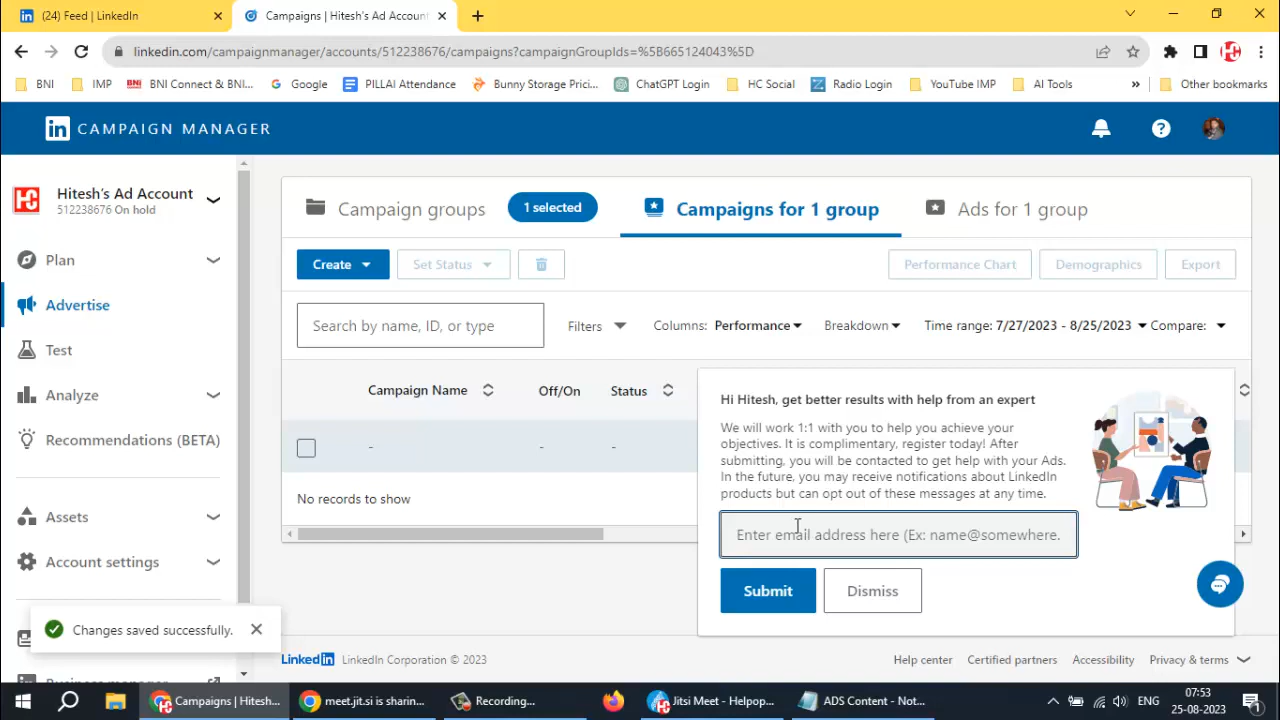 (24) Feed | LinkedIn
Campaigns | Hitesh's Ad Account
linkedin.com/campaignmanager/accounts/512238676/campaigns?campaignGroupIds=%5B665124043%5D
BNI
IMP
BNI Connect & BNI...
Google
PILLAI Attendance
Bunny Storage Prici...
ChatGPT Login
HC Social
Radio Login
YouTube IMP
AI Tools
»
Other bookmarks
in CAMPAIGN MANAGER
Hitesh's Ad Account
512238676 On hold
Plan
Advertise
Test
Analyze
Recommendations (BETA)
Assets
Account settings
Campaign groups
1 selected
Campaigns for 1 group
Ads for 1 group
Create
Set Status
Performance Chart
Demographics
Export
Search by name, ID, or type
Filters
Columns: Performance
Breakdown
Time range: 7/27/2023 - 8/25/2023
Compare:
Campaign Name
Off/On
Status
-
-
-
No records to show
Hi Hitesh, get better results with help from an expert
We will work 1:1 with you to help you achieve your
objectives. It is complimentary, register today! After
submitting, you will be contacted to get help with your Ads.
In the future, you may receive notifications about LinkedIn
products but can opt out of these messages at any time.
Enter email address here (Ex: name@somewhere.
Submit
Dismiss
Changes saved successfully.
LinkedIn LinkedIn Corporation © 2023
Help center
Certified partners
Accessibility
Privacy & terms
Campaigns | Hitesh...
meet.jit.si is sharin...
Recording...
Jitsi Meet - Helpop...
ADS Content - Not...
ENG
07:53
25-08-2023
1